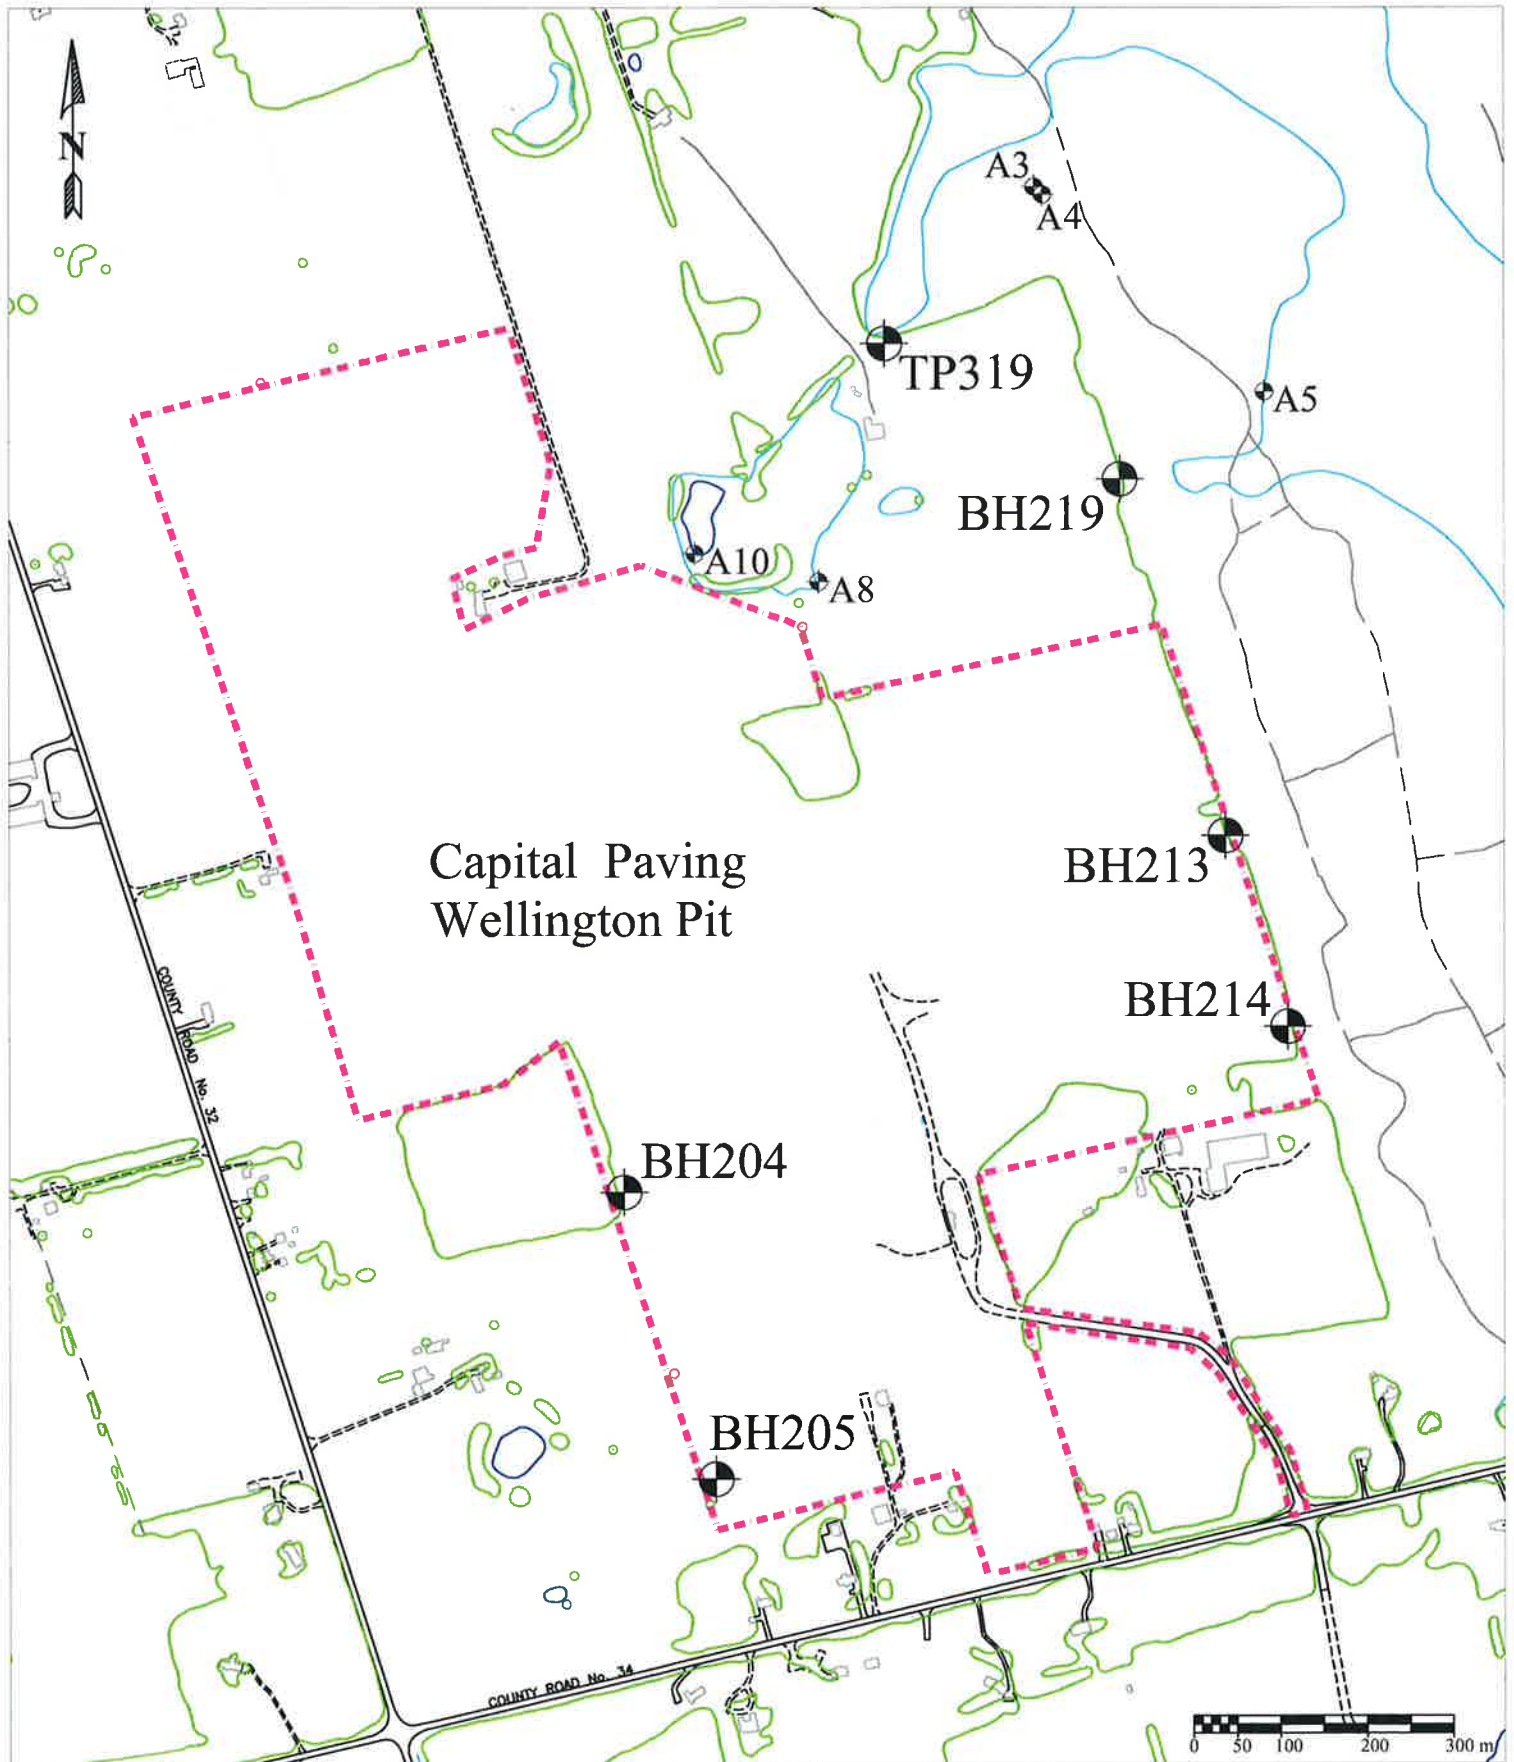 N
A3
A4
TP319
A5
BH219
A10
A8
Capital Paving
Wellington Pit
BH213
COUNTY ROAD No. 32
BH214
BH204
BH205
COUNTY ROAD No. 34
0 50 100 200 300 m